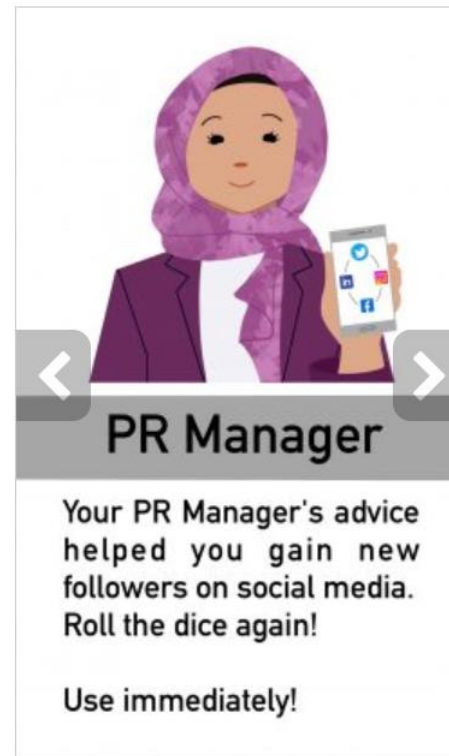 PR Manager
Your PR Manager's advice
helped you gain new
followers on social media.
Roll the dice again!
Use immediately!